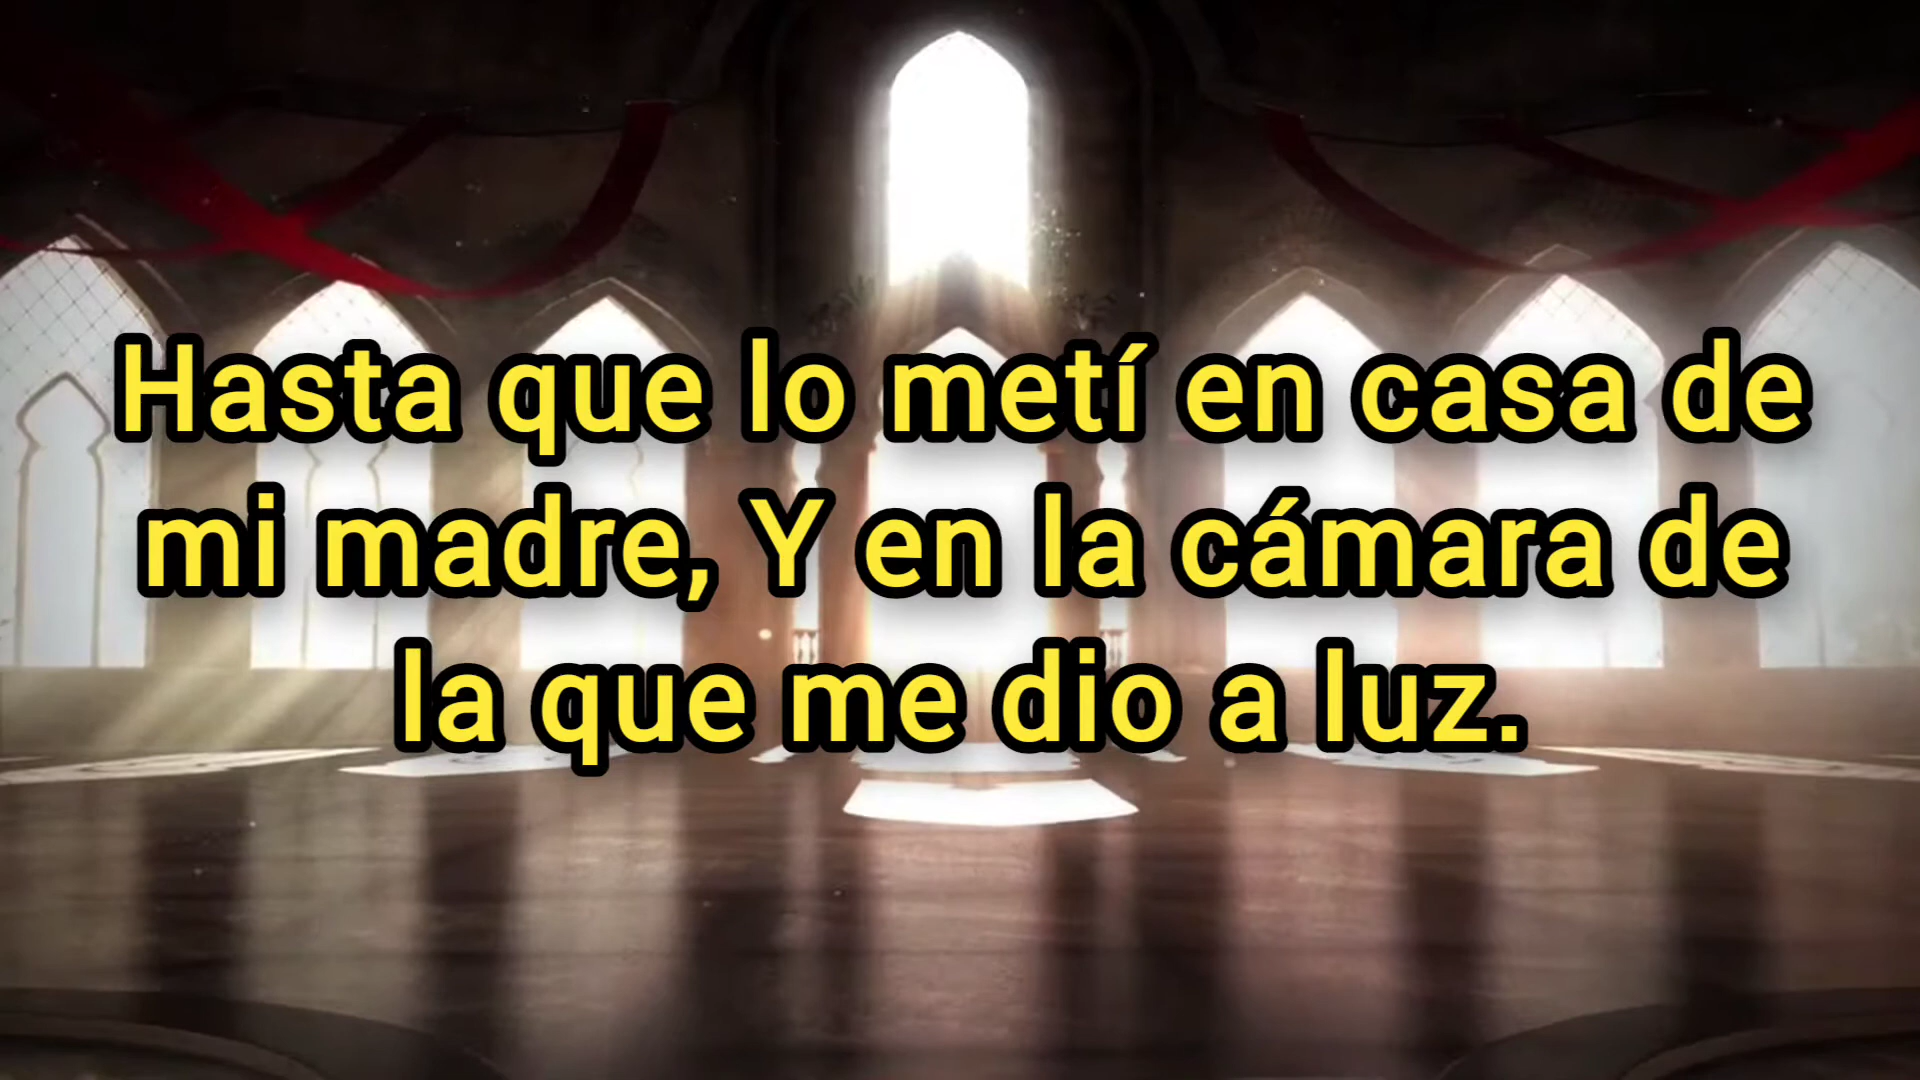 Hasta que lo metí en casa de
mi madre, Y en la cámara de
la que me dio a luz.